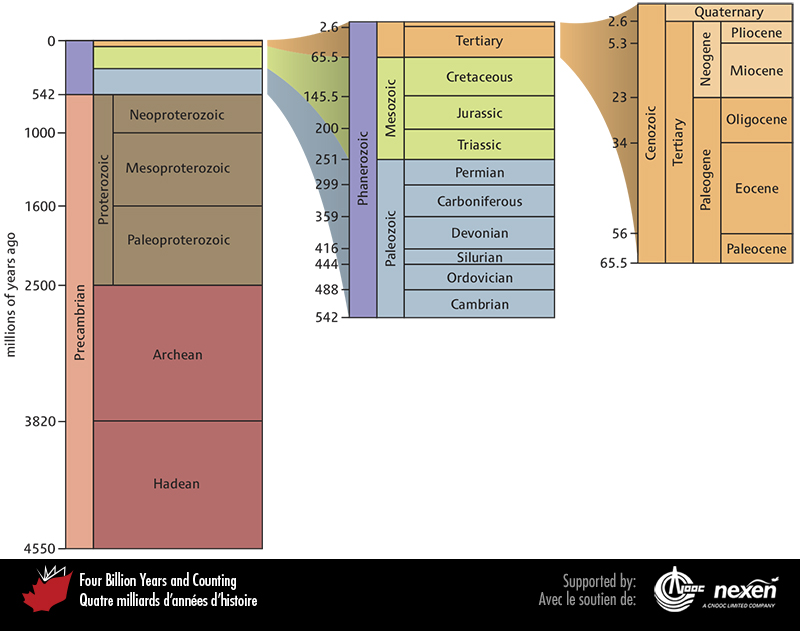 millions of years ago
0
542
1000
1600
2500
3820
4550
Precambrian
Proterozoic
Neoproterozoic
Mesoproterozoic
Paleoproterozoic
Archean
Hadean
2.6
65.5
145.5
200
251
299
359
416
444
488
542
Phanerozoic
Mesozoic
Paleozoic
Tertiary
Cretaceous
Jurassic
Triassic
Permian
Carboniferous
Devonian
Silurian
Ordovician
Cambrian
2.6
5.3
23
34
56
65.5
Cenozoic
Quaternary
Tertiary
Neogene
Paleogene
Pliocene
Miocene
Oligocene
Eocene
Paleocene
Four Billion Years and Counting
Quatre milliards d'années d'histoire
Supported by:
Avec le soutien de:
CNOOC
nexen
A CNOOC LIMITED COMPANY